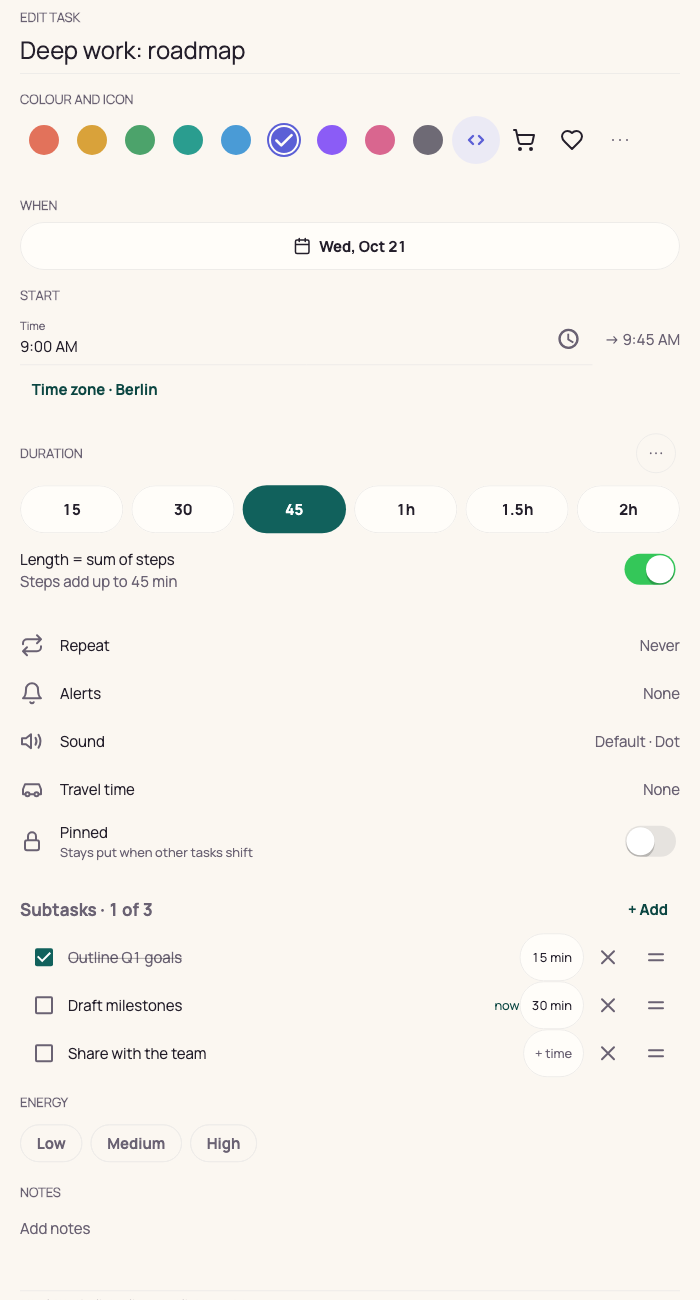 EDIT TASK
Deep work: roadmap
COLOUR AND ICON
WHEN
Wed, Oct 21
START
Time
9:00 AM
→ 9:45 AM
Time zone · Berlin
DURATION
15 30 45 1h 1.5h 2h
Length = sum of steps
Steps add up to 45 min
Repeat Never
Alerts None
Sound Default · Dot
Travel time None
Pinned
Stays put when other tasks shift
Subtasks · 1 of 3 + Add
Outline Q1 goals 15 min
Draft milestones now 30 min
Share with the team + time
ENERGY
Low Medium High
NOTES
Add notes